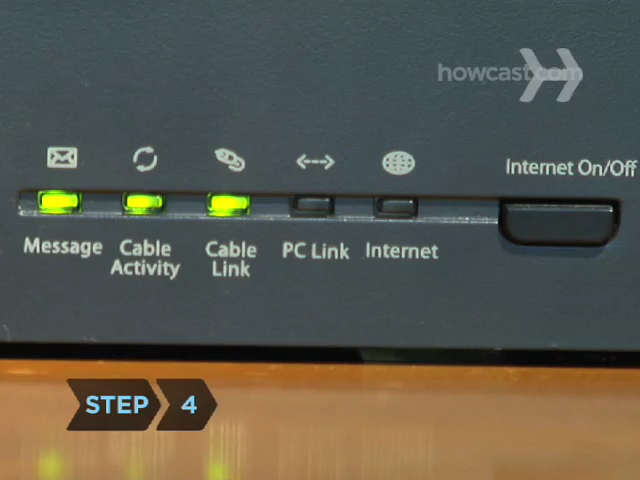 howcast.com
Internet On/Off
Message Cable Cable PC Link Internet
Activity Link
STEP 4